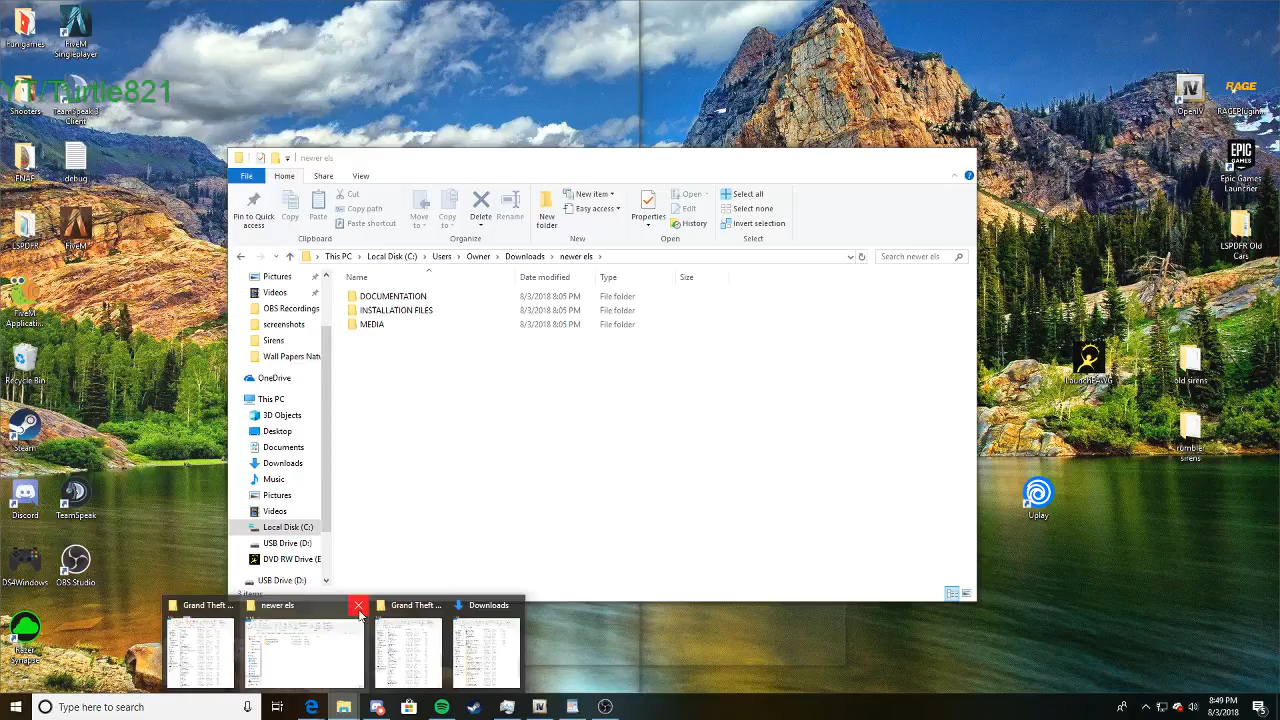 Fun games
FiveM
Singleplayer
YT/Turtle821
Shooters
TeamSpeak 3
Client
FNAF
debug
LSPDFR
FiveM
FiveM
Applicati...
Recycle Bin
Steam
Discord
TeamSpeak
DS4Windows
OBS Studio
Razer
Synapse
OpenIV
RAGE
RAGEPlugin...
EPIC
GAMES
Epic Games
Launcher
LSPDFR Old
Cars
LaunchEAWG
old sirens
rumbler
sirens
Uplay
newer els
File
Home
Share
View
Pin to Quick
access
Copy
Paste
Cut
Copy path
Paste shortcut
Clipboard
Move
to
Copy
to
Delete
Rename
Organize
New
folder
New item
Easy access
New
Properties
Open
Edit
History
Open
Select all
Select none
Invert selection
Select
This PC
Local Disk (C:)
Users
Owner
Downloads
newer els
Search newer els
Name
Date modified
Type
Size
DOCUMENTATION 8/3/2018 8:05 PM File folder
INSTALLATION FILES 8/3/2018 8:05 PM File folder
MEDIA 8/3/2018 8:05 PM File folder
Pictures
Videos
OBS Recordings
screenshots
Sirens
Wall Papers Natu
OneDrive
This PC
3D Objects
Desktop
Documents
Downloads
Music
Pictures
Videos
Local Disk (C:)
USB Drive (D:)
DVD RW Drive (E
USB Drive (D:)
3 items
Grand Theft ...
newer els
Grand Theft ...
Downloads
Type here to search
8:49 PM
8/3/2018